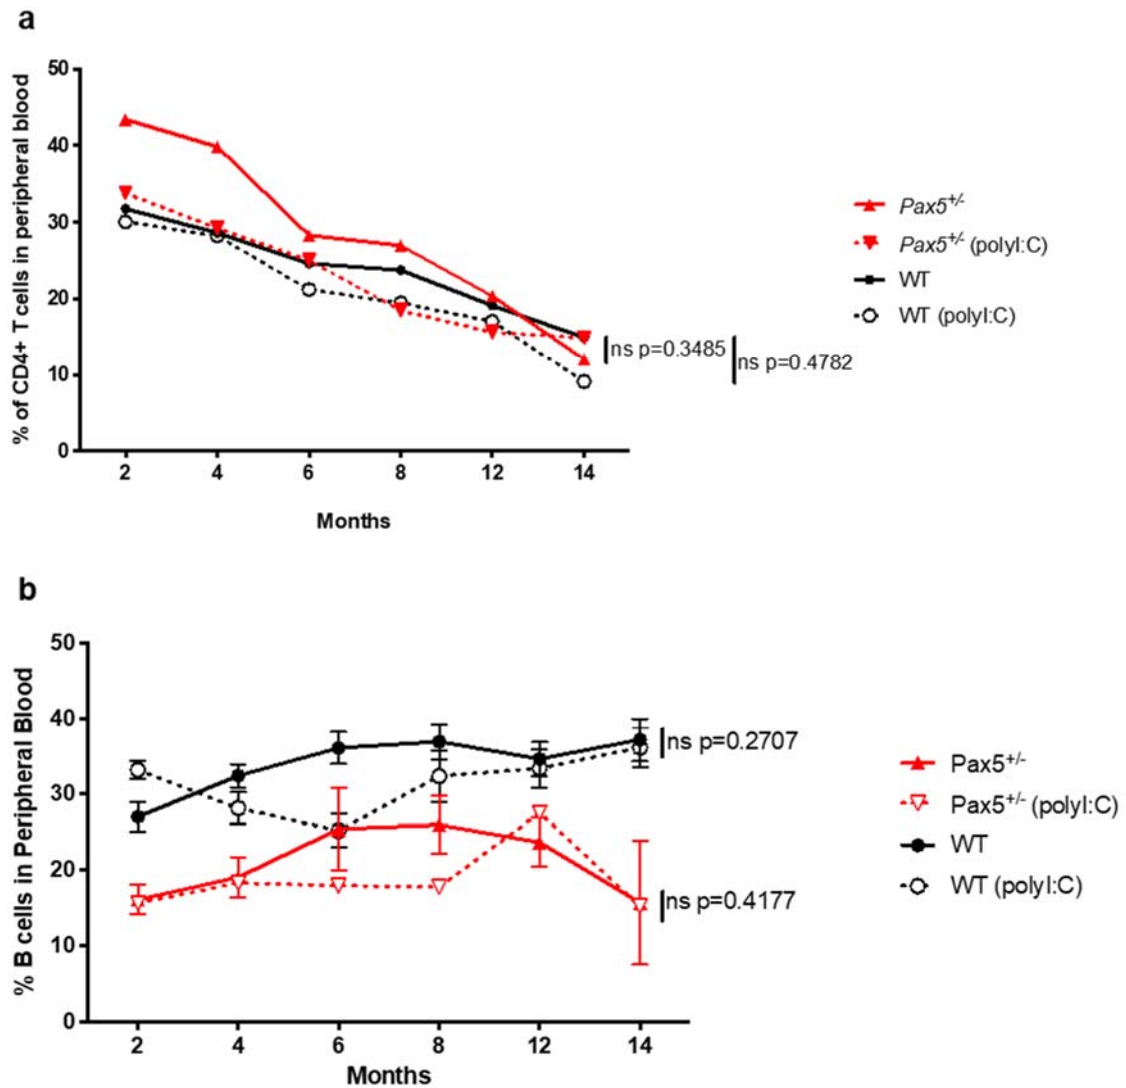 a
% of CD4+ T cells in peripheral blood
50
40
30
20
10
0
2 4 6 8 12 14
Months
ns p=0.3485
ns p=0.4782
Pax5+/-
Pax5+/- (polyI:C)
WT
WT (polyI:C)
b
% B cells in Peripheral Blood
50
40
30
20
10
0
2 4 6 8 12 14
Months
ns p=0.2707
ns p=0.4177
Pax5+/-
Pax5+/- (polyI:C)
WT
WT (polyI:C)